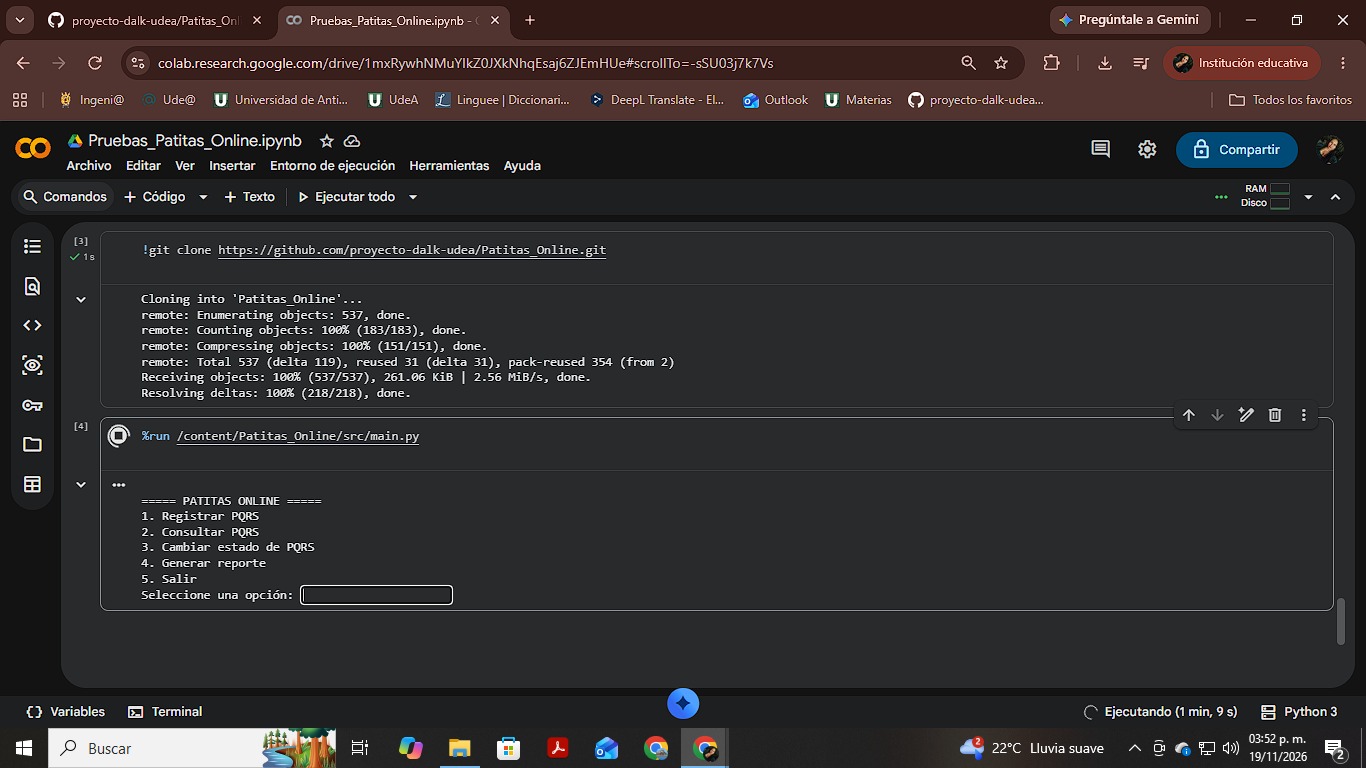 proyecto-dalk-udea/Patitas_Onl
Pruebas_Patitas_Online.ipynb -
Pregúntale a Gemini
colab.research.google.com/drive/1mxRywhNMuYIkZ0JXkNhqEsaj6ZJEmHUe#scrollTo=-sSU03j7k7Vs
Institución educativa
Ingeni@
Ude@
Universidad de Anti...
UdeA
Linguee | Diccionari...
DeepL Translate - El...
Outlook
Materias
proyecto-dalk-udea...
Todos los favoritos
Pruebas_Patitas_Online.ipynb
Compartir
Archivo Editar Ver Insertar Entorno de ejecución Herramientas Ayuda
Comandos + Código + Texto Ejecutar todo
RAM
Disco
[3]
1s
!git clone https://github.com/proyecto-dalk-udea/Patitas_Online.git
Cloning into 'Patitas_Online'...
remote: Enumerating objects: 537, done.
remote: Counting objects: 100% (183/183), done.
remote: Compressing objects: 100% (151/151), done.
remote: Total 537 (delta 119), reused 31 (delta 31), pack-reused 354 (from 2)
Receiving objects: 100% (537/537), 261.06 KiB | 2.56 MiB/s, done.
Resolving deltas: 100% (218/218), done.
[4]
%run /content/Patitas_Online/src/main.py
===== PATITAS ONLINE =====
1. Registrar PQRS
2. Consultar PQRS
3. Cambiar estado de PQRS
4. Generar reporte
5. Salir
Seleccione una opción:
Variables
Terminal
Ejecutando (1 min, 9 s)
Python 3
Buscar
2
22°C Lluvia suave
03:52 p. m.
19/11/2026
2